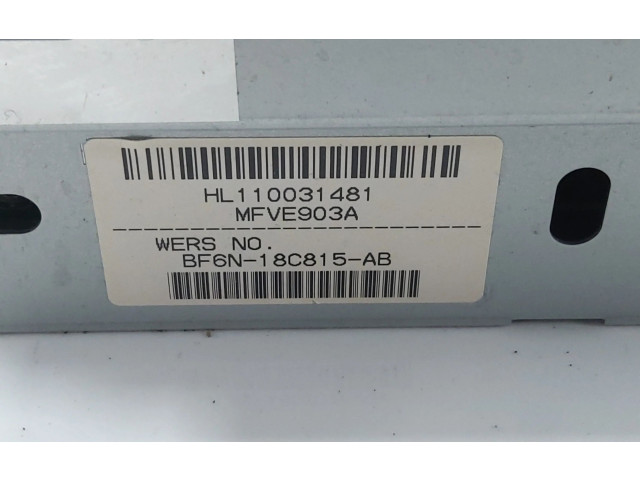 HL110031481
MFVE903A
WERS NO.
BF6N-18C815-AB